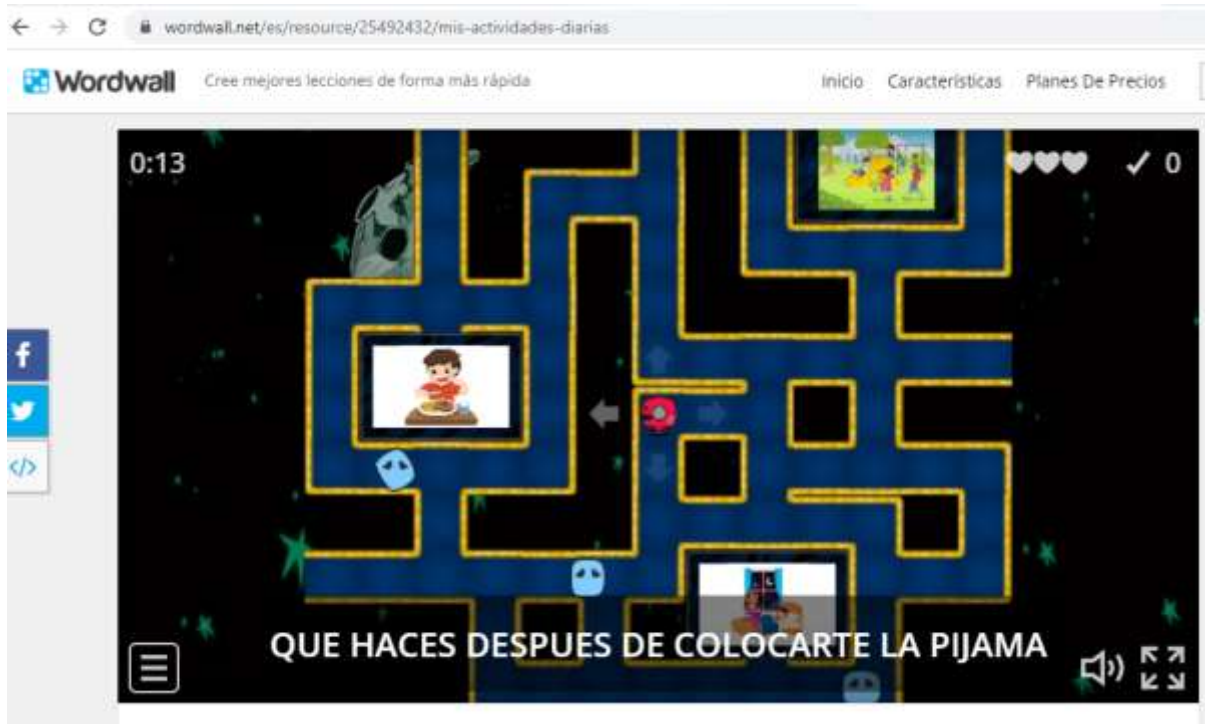 wordwall.net/es/resource/25492432/mis-actividades-diarias
Wordwall Cree mejores lecciones de forma más rápida Inicio Características Planes De Precios
0:13 0
f
</>
QUE HACES DESPUES DE COLOCARTE LA PIJAMA